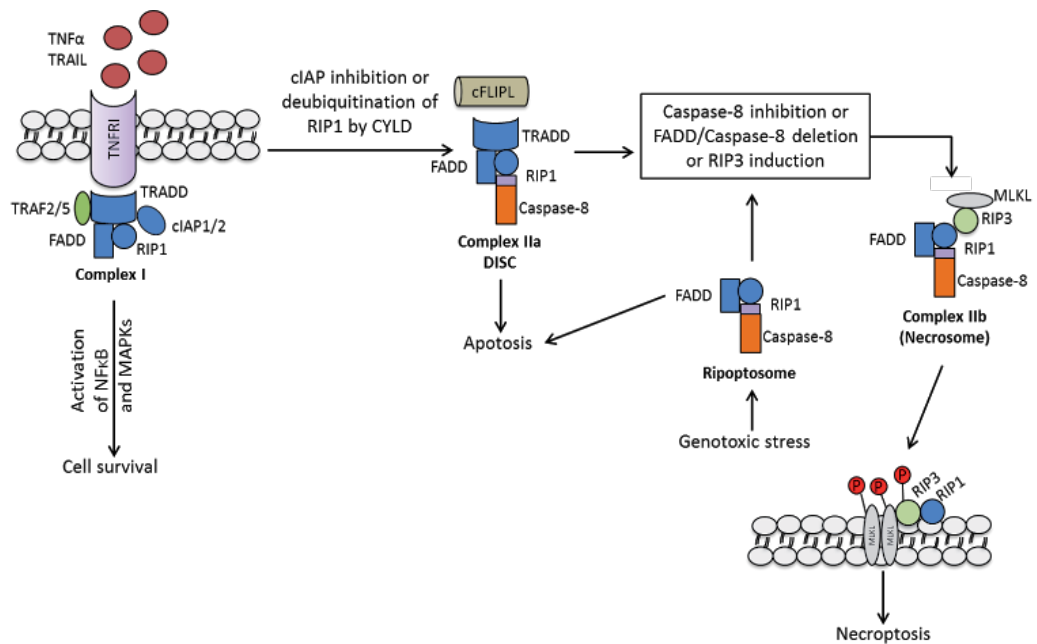 TNFα
TRAIL
TNFRI
TRADD
TRAF2/5
cIAP1/2
FADD
RIP1
Complex I
Activation
of NFκB
and MAPKs
Cell survival
cIAP inhibition or
deubiquitination of
RIP1 by CYLD
cFLIPL
TRADD
FADD
RIP1
Caspase-8
Complex IIa
DISC
Apotosis
Caspase-8 inhibition or
FADD/Caspase-8 deletion
or RIP3 induction
FADD
RIP1
Caspase-8
Ripoptosome
Genotoxic stress
MLKL
RIP3
FADD
RIP1
Caspase-8
Complex IIb
(Necrosome)
P
P
P
RIP3
RIP1
MLKL
MLKL
Necroptosis